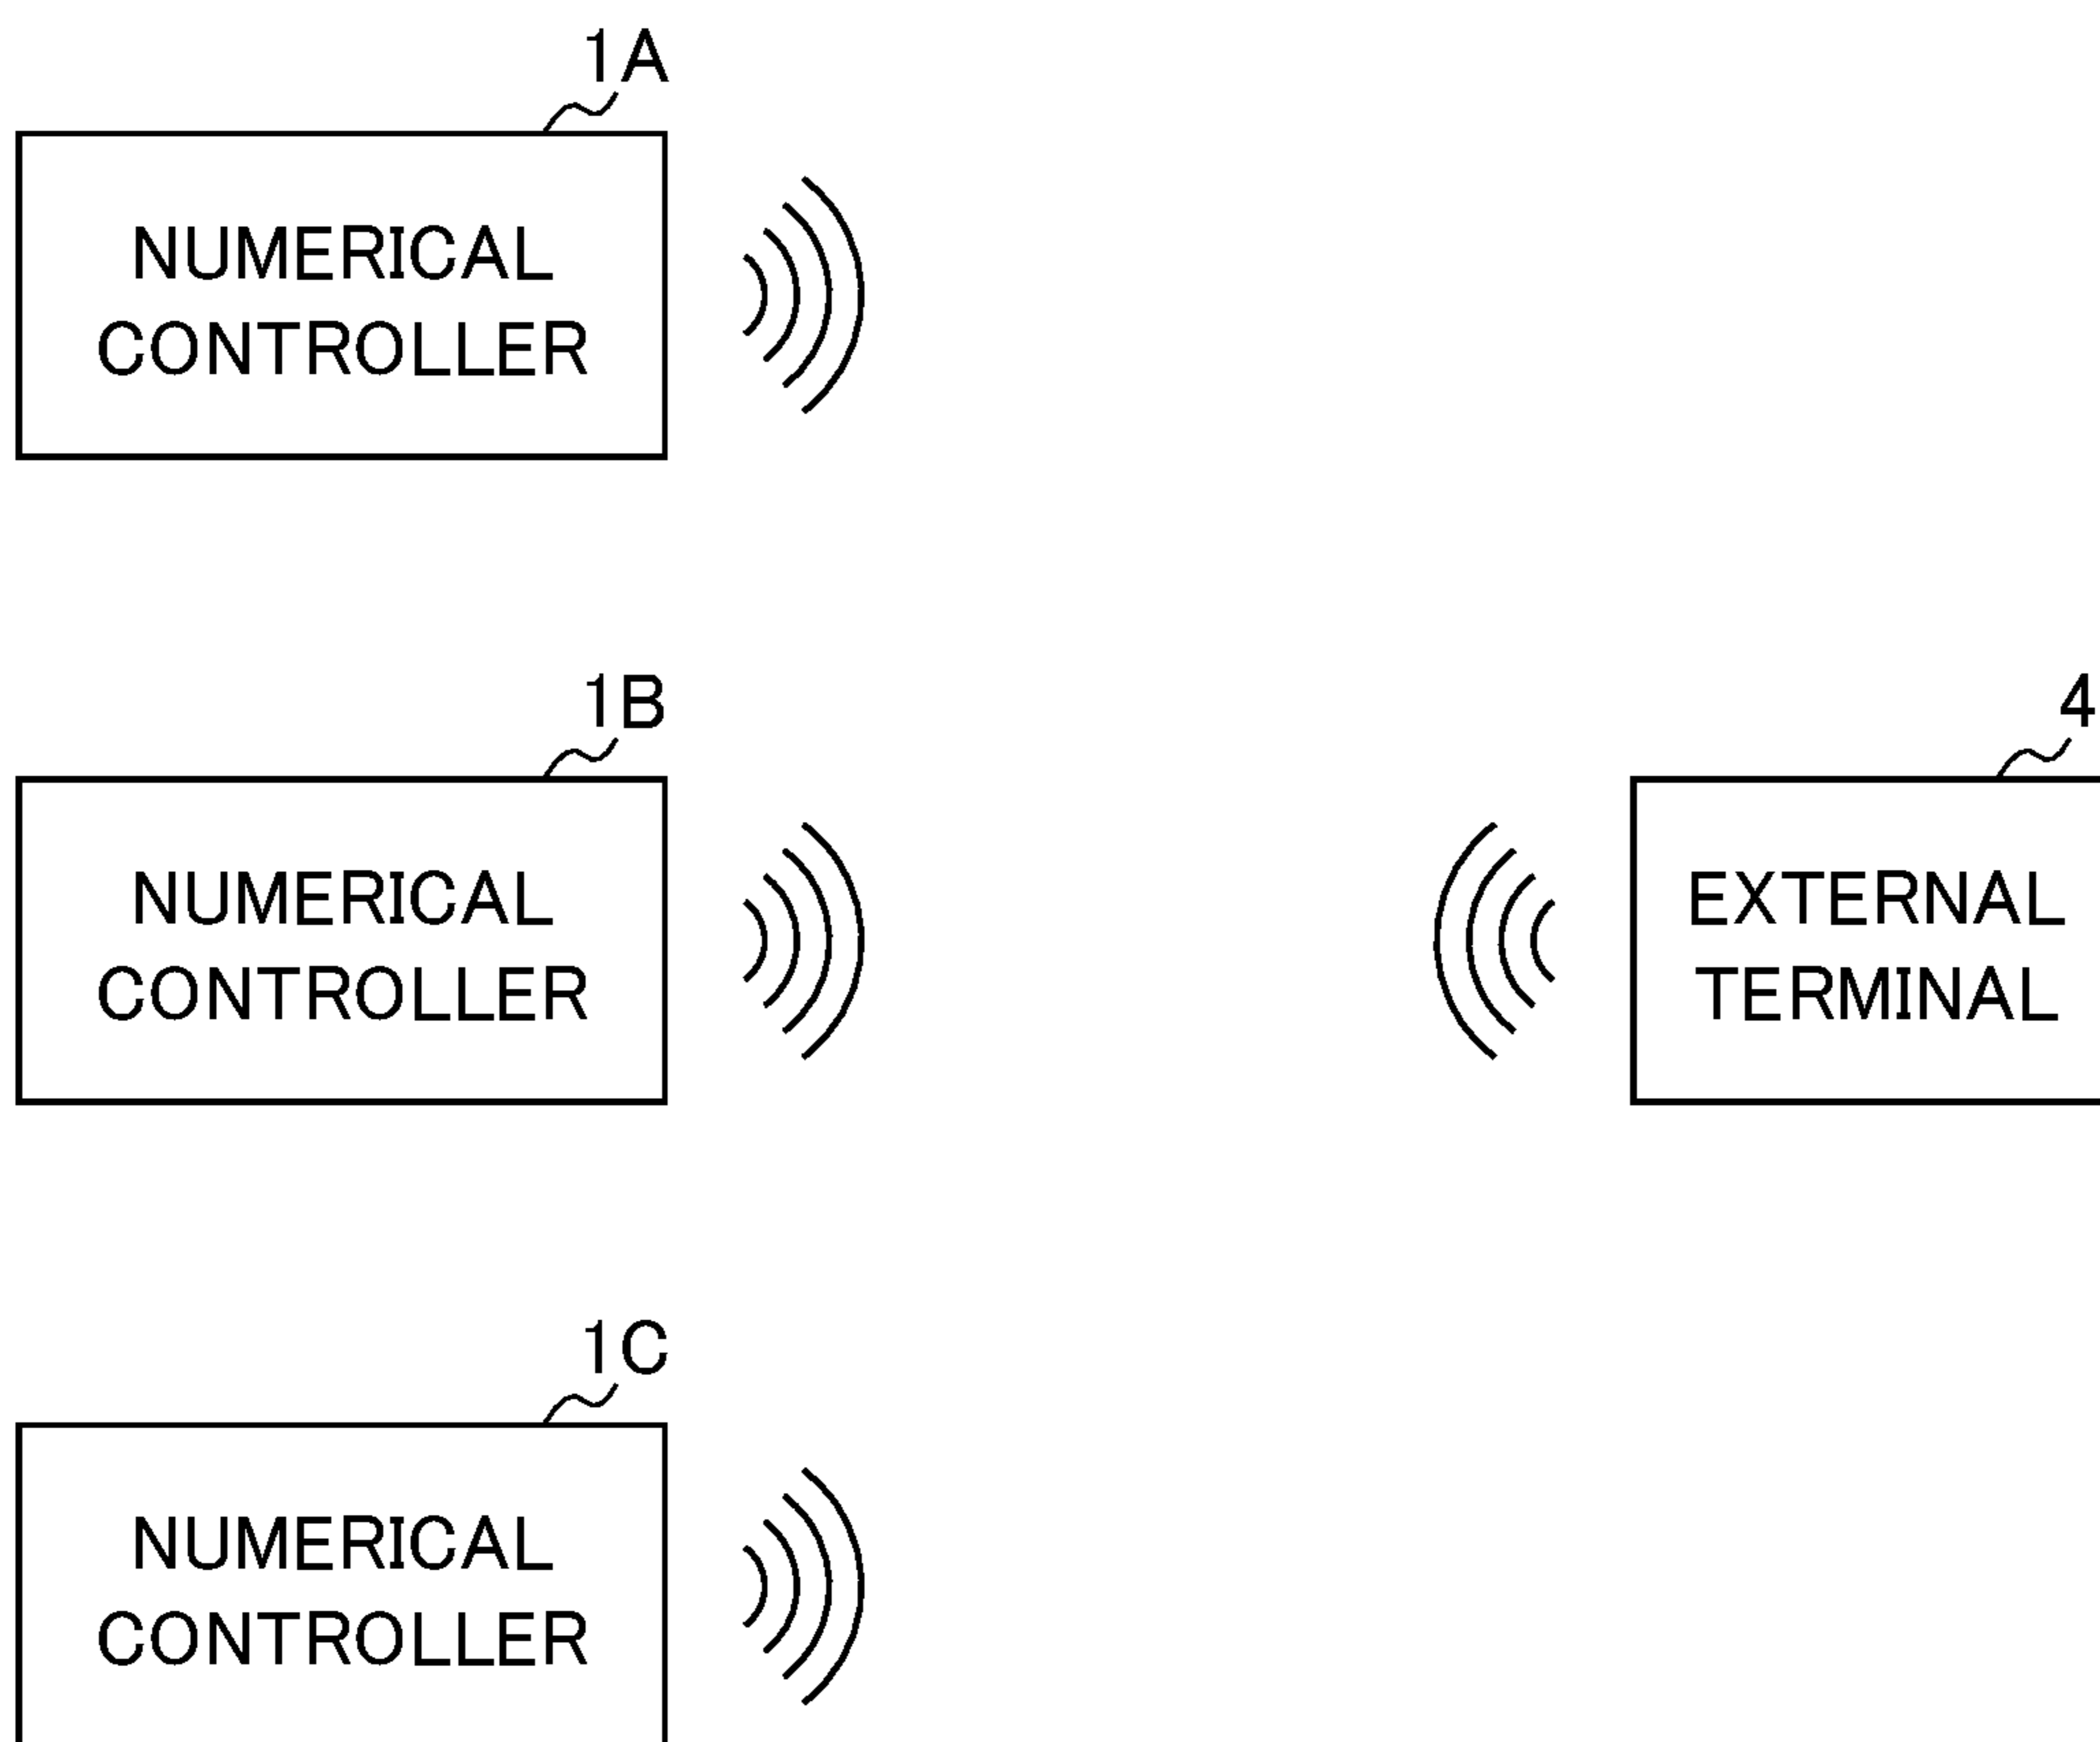 1A
NUMERICAL
CONTROLLER
1B
NUMERICAL
CONTROLLER
4
EXTERNAL
TERMINAL
1C
NUMERICAL
CONTROLLER